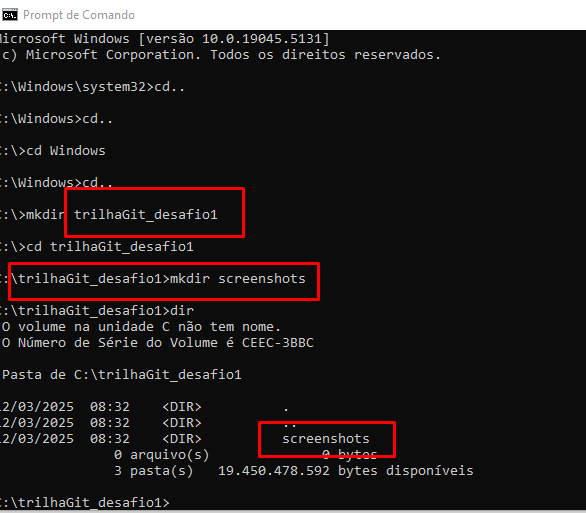 Prompt de Comando
Microsoft Windows [versão 10.0.19045.5131]
c) Microsoft Corporation. Todos os direitos reservados.
C:\Windows\system32>cd..
C:\Windows>cd..
C:\>cd Windows
C:\Windows>cd..
C:\>mkdir trilhaGit_desafio1
C:\>cd trilhaGit_desafio1
C:\trilhaGit_desafio1>mkdir screenshots
C:\trilhaGit_desafio1>dir
O volume na unidade C não tem nome.
O Número de Série do Volume é CEEC-3BBC
Pasta de C:\trilhaGit_desafio1
12/03/2025  08:32    <DIR>          .
12/03/2025  08:32    <DIR>          ..
12/03/2025  08:32    <DIR>          screenshots
0 arquivo(s)              0 bytes
3 pasta(s)   19.450.478.592 bytes disponíveis
C:\trilhaGit_desafio1>